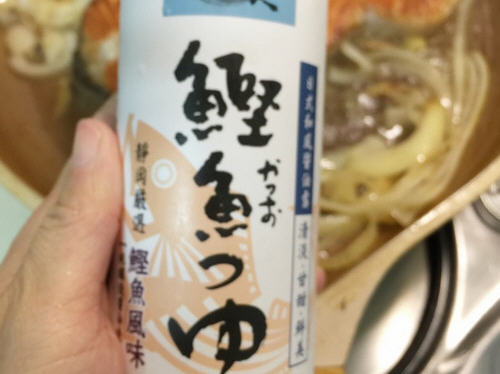 日式和風醬油露
清淡·甘甜·鮮美
鰹魚つゆ
かつお
靜岡嚴選
鰹魚風味